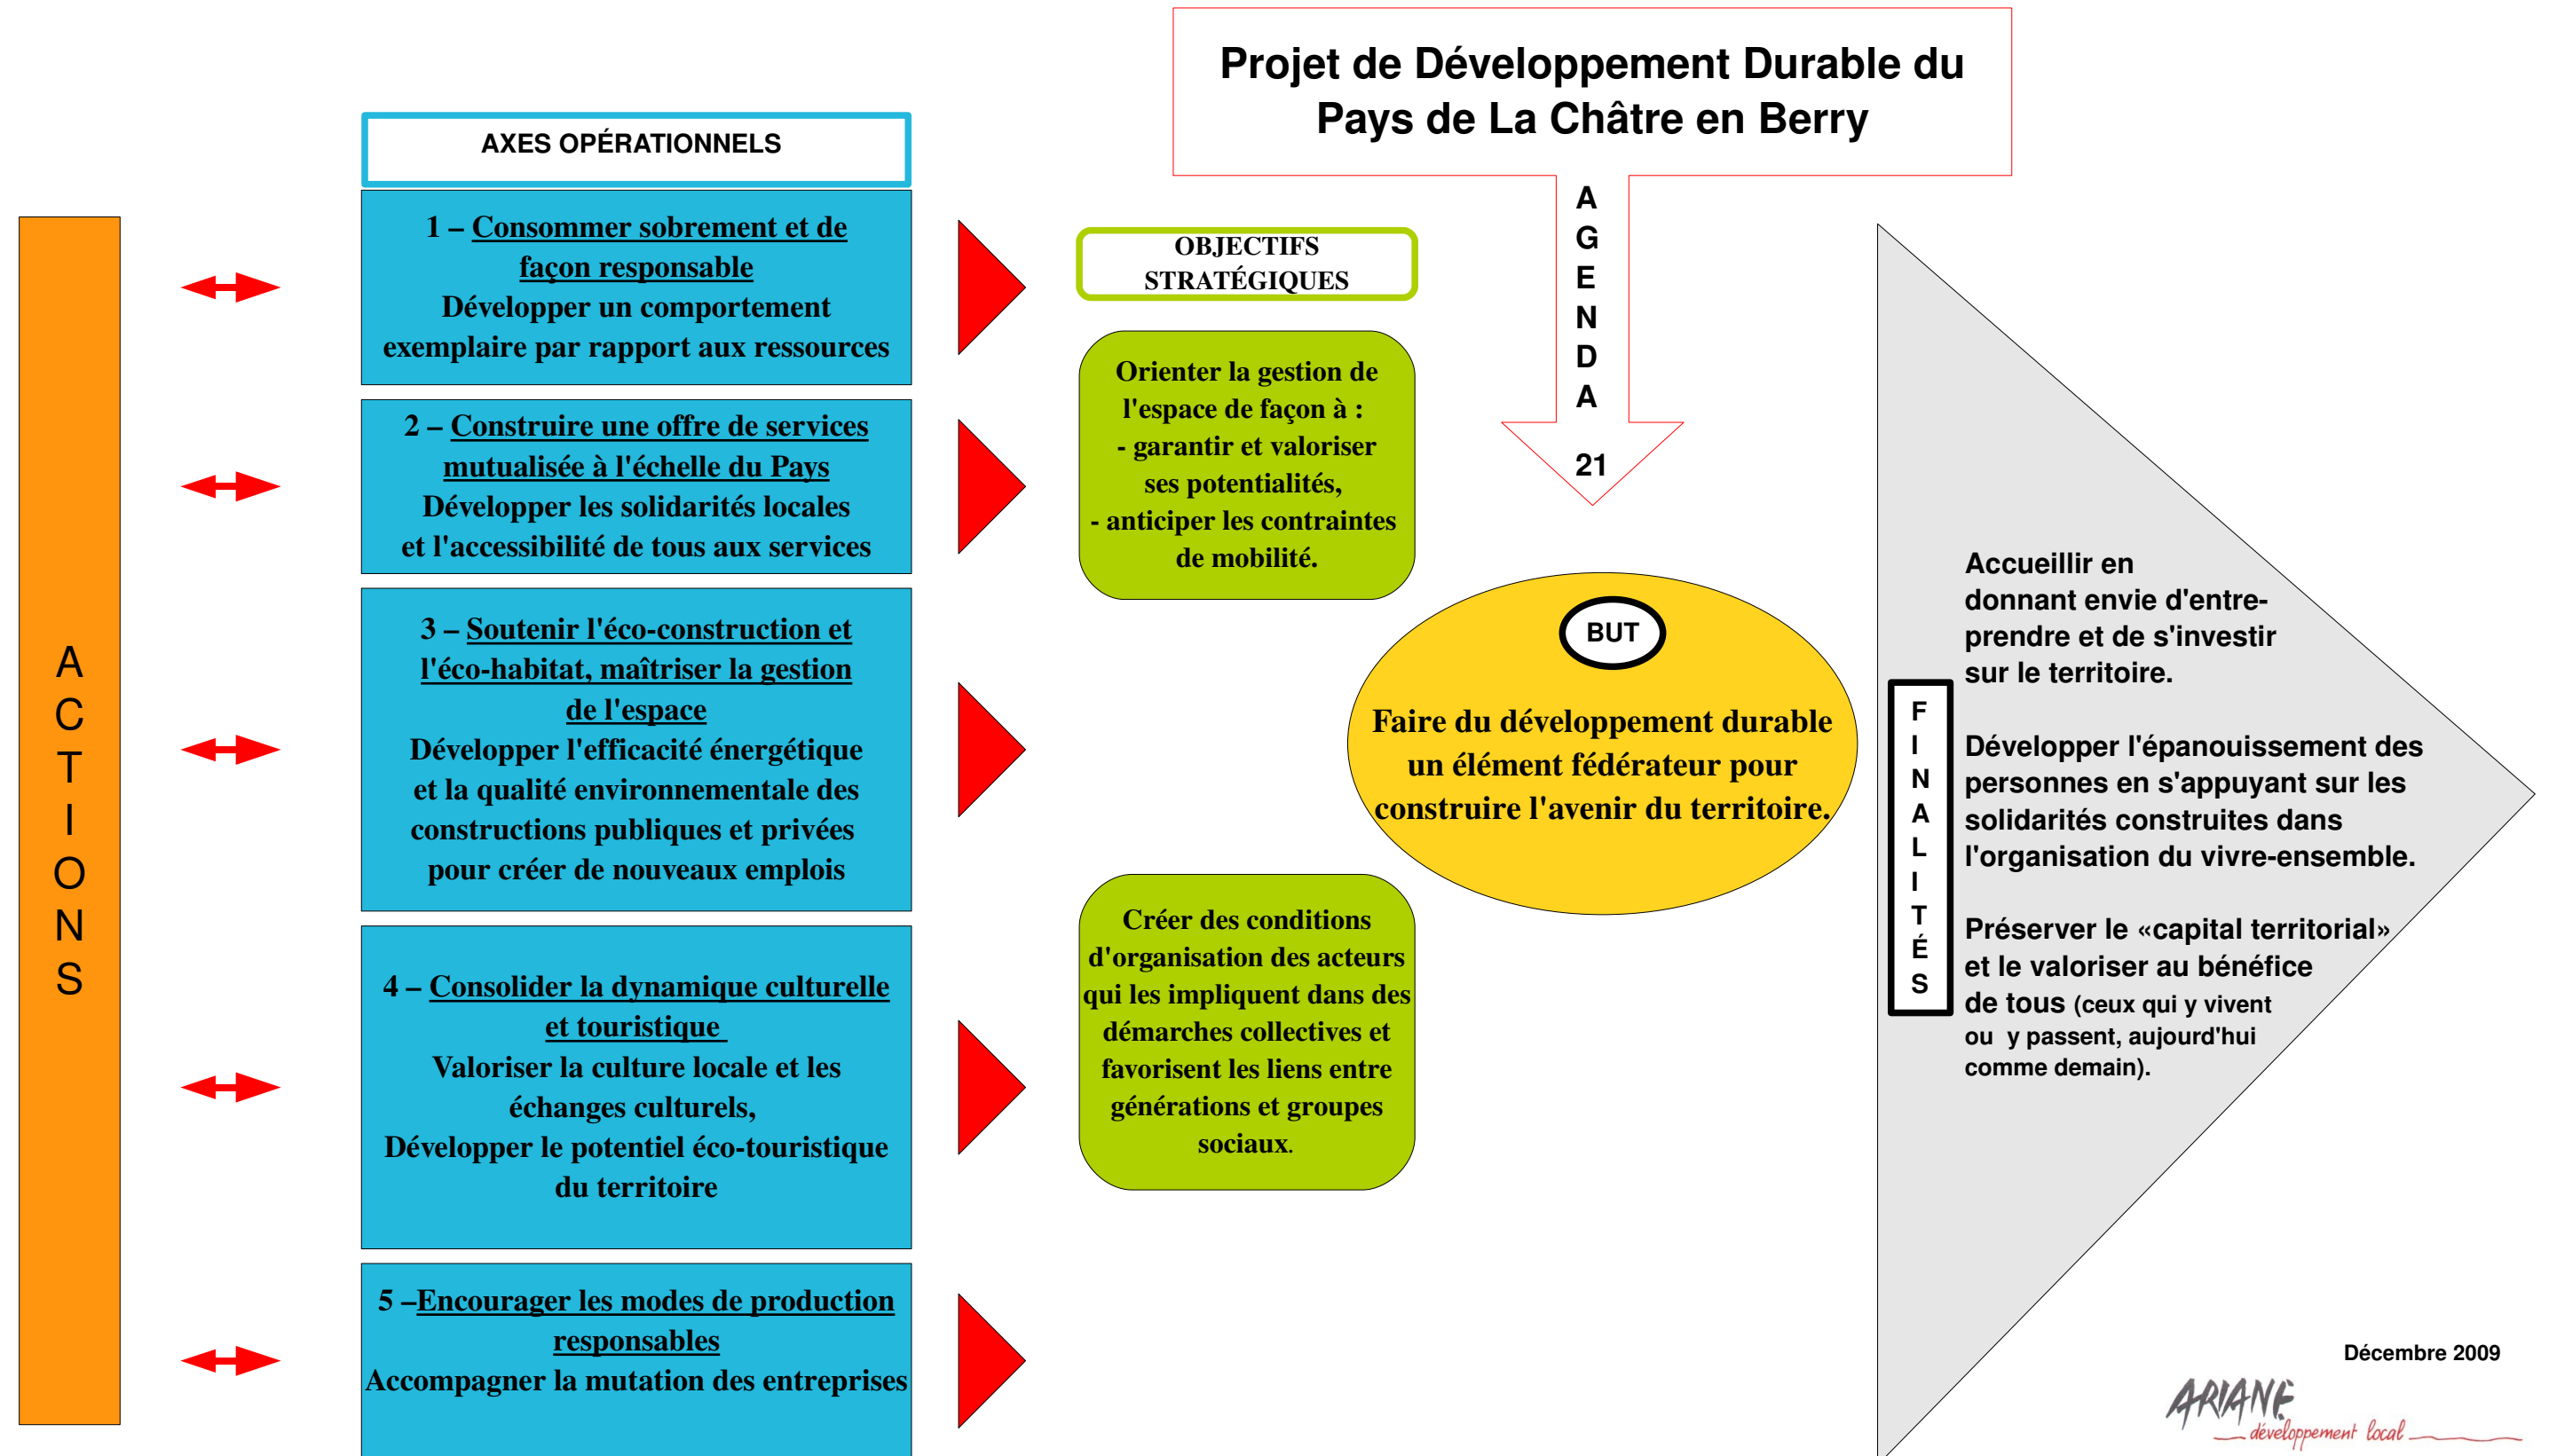 Projet de Développement Durable du
Pays de La Châtre en Berry
AGENDA
21
ACTIONS
AXES OPÉRATIONNELS
1 – Consommer sobrement et de
façon responsable
Développer un comportement
exemplaire par rapport aux ressources
2 – Construire une offre de services
mutualisée à l'échelle du Pays
Développer les solidarités locales
et l'accessibilité de tous aux services
3 – Soutenir l'éco-construction et
l'éco-habitat, maîtriser la gestion
de l'espace
Développer l'efficacité énergétique
et la qualité environnementale des
constructions publiques et privées
pour créer de nouveaux emplois
4 – Consolider la dynamique culturelle
et touristique
Valoriser la culture locale et les
échanges culturels,
Développer le potentiel éco-touristique
du territoire
5 –Encourager les modes de production
responsables
Accompagner la mutation des entreprises
OBJECTIFS
STRATÉGIQUES
Orienter la gestion de
l'espace de façon à :
- garantir et valoriser
ses potentialités,
- anticiper les contraintes
de mobilité.
Créer des conditions
d'organisation des acteurs
qui les impliquent dans des
démarches collectives et
favorisent les liens entre
générations et groupes
sociaux.
BUT
Faire du développement durable
un élément fédérateur pour
construire l'avenir du territoire.
FINALITÉS
Accueillir en
donnant envie d'entre-
prendre et de s'investir
sur le territoire.
Développer l'épanouissement des
personnes en s'appuyant sur les
solidarités construites dans
l'organisation du vivre-ensemble.
Préserver le «capital territorial»
et le valoriser au bénéfice
de tous (ceux qui y vivent
ou y passent, aujourd'hui
comme demain).
Décembre 2009
ARIANE
développement local